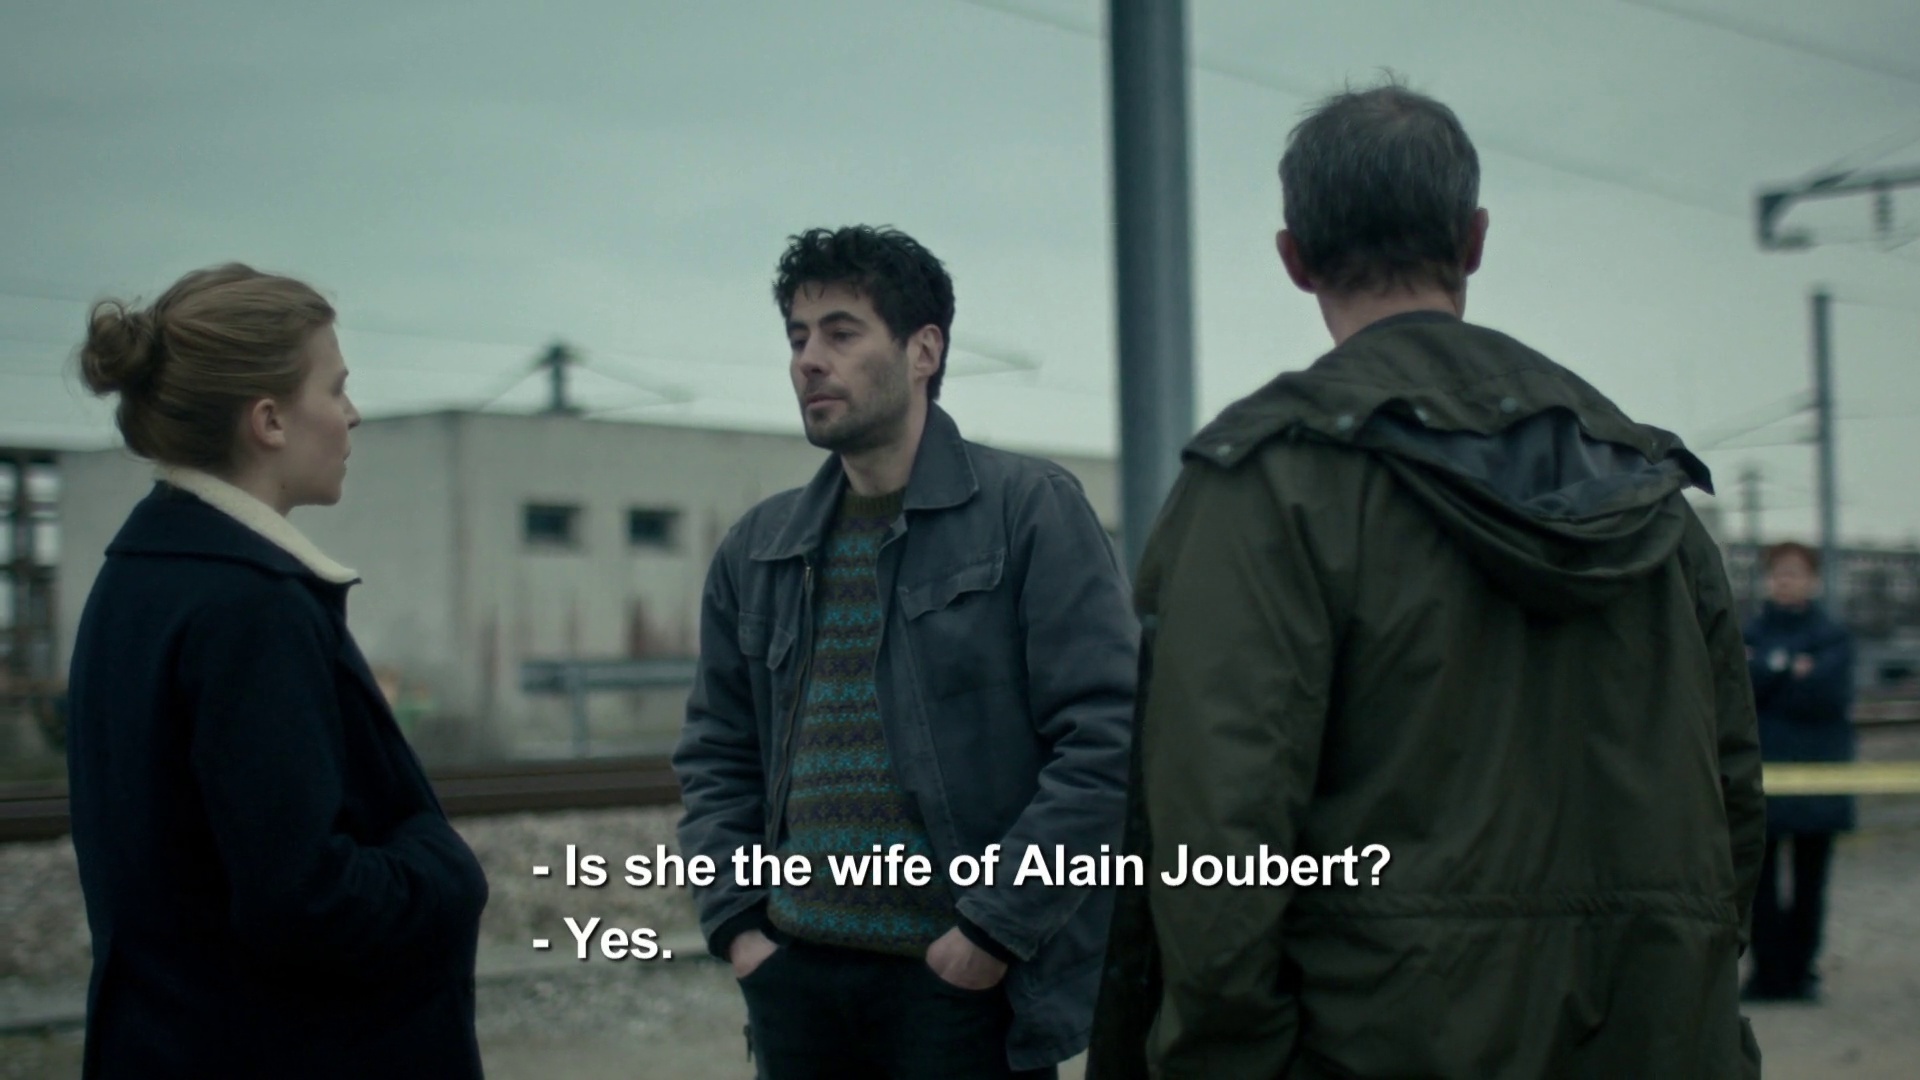 - Is she the wife of Alain Joubert?
- Yes.